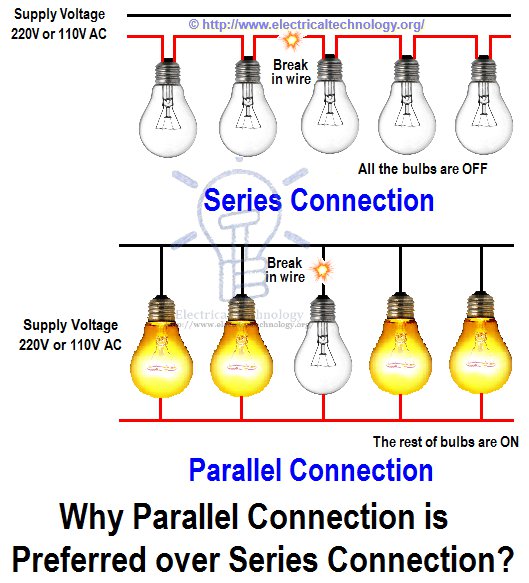 © http://www.electricaltechnology.org/
Supply Voltage
220V or 110V AC
Break
in wire
All the bulbs are OFF
Series Connection
Break
in wire
Electrical Technology
http://www.electricaltechnology.org/
Supply Voltage
220V or 110V AC
The rest of bulbs are ON
Parallel Connection
Why Parallel Connection is
Preferred over Series Connection?